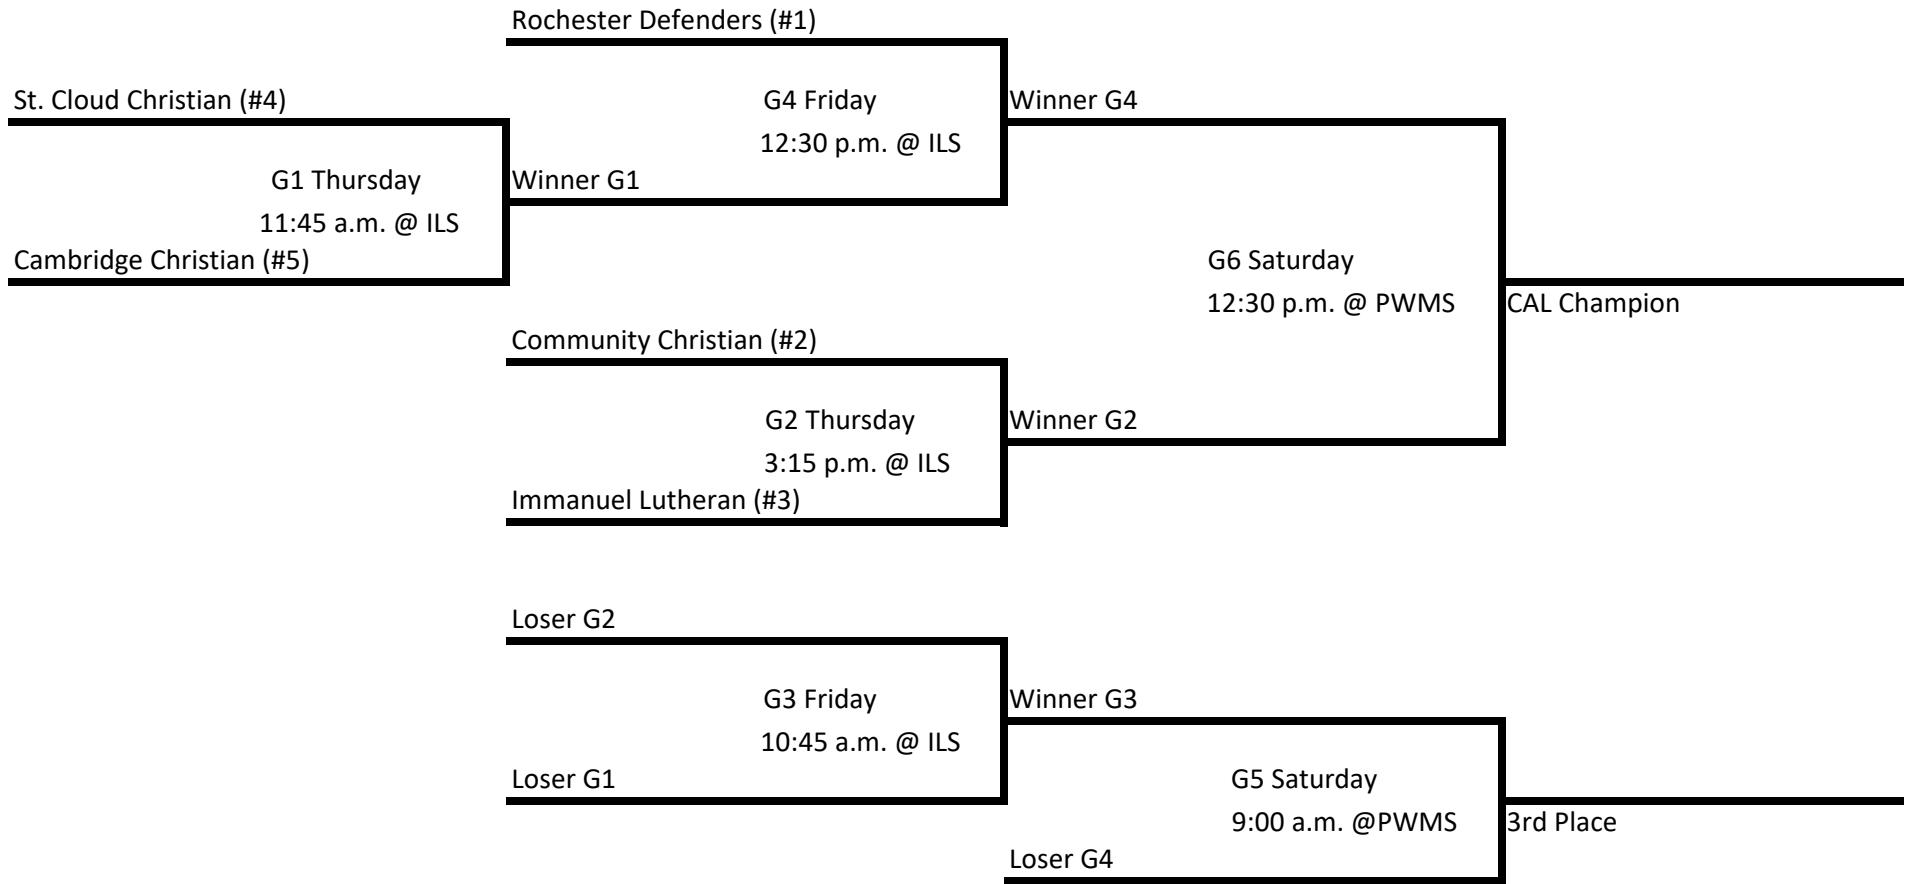 Rochester Defenders (#1)
St. Cloud Christian (#4)
G4 Friday
Winner G4
12:30 p.m. @ ILS
G1 Thursday
Winner G1
11:45 a.m. @ ILS
Cambridge Christian (#5)
G6 Saturday
12:30 p.m. @ PWMS
CAL Champion
Community Christian (#2)
G2 Thursday
Winner G2
3:15 p.m. @ ILS
Immanuel Lutheran (#3)
Loser G2
G3 Friday
Winner G3
10:45 a.m. @ ILS
Loser G1
G5 Saturday
9:00 a.m. @PWMS
3rd Place
Loser G4